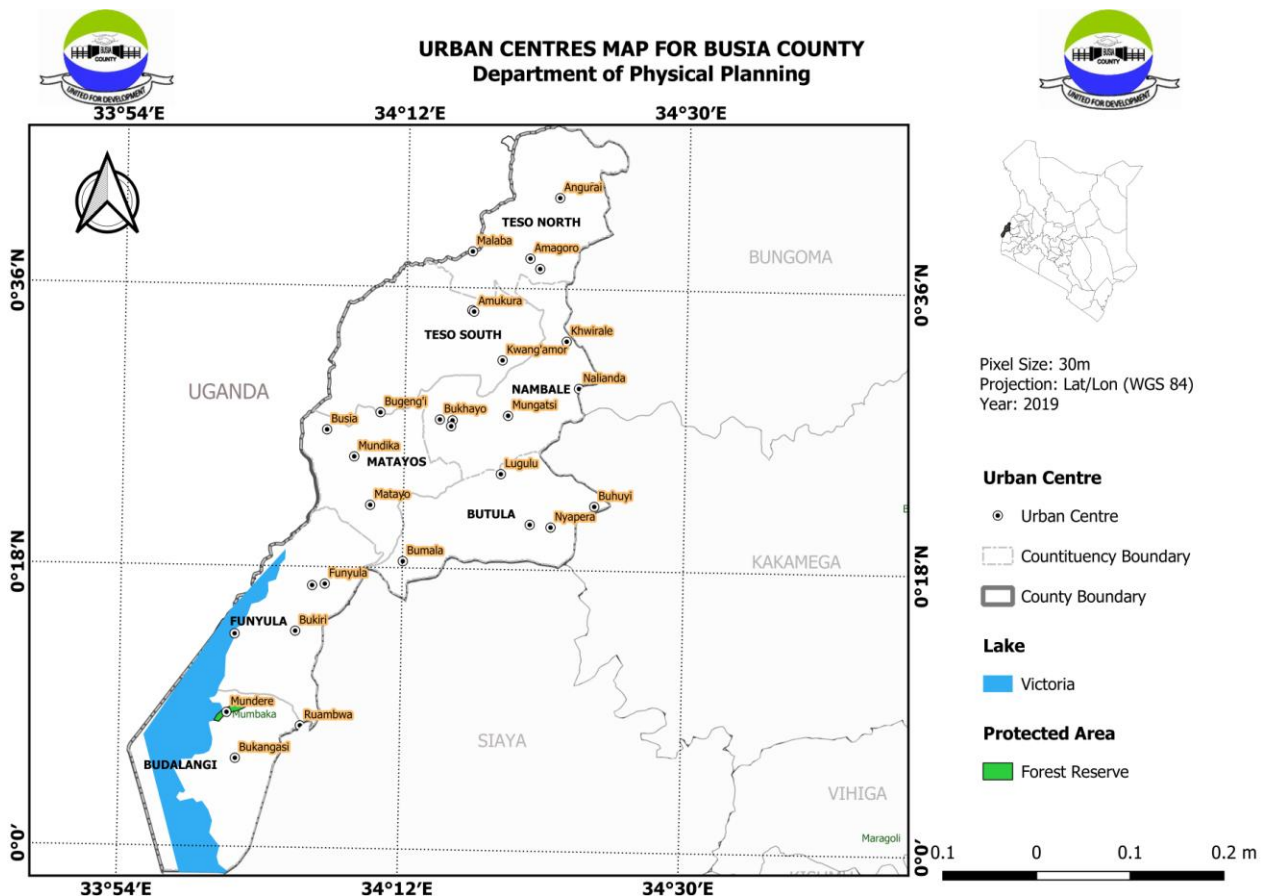 BUSIA
COUNTY
UNITED FOR DEVELOPMENT
URBAN CENTRES MAP FOR BUSIA COUNTY
Department of Physical Planning
BUSIA
COUNTY
UNITED FOR DEVELOPMENT
33°54'E
34°12'E
34°30'E
Angurai
TESO NORTH
Malaba
Amagoro
BUNGOMA
0°36'N
0°36'N
Amukura
TESO SOUTH
Khwirale
Kwang'amor
UGANDA
NAMBALE
Nalianda
Bugeng'i
Bukhayo
Mungatsi
Busia
Mundika
MATAYOS
Lugulu
Matayo
Buhuyi
BUTULA
Nyapera
Bumala
KAKAMEGA
0°18'N
0°18'N
Funyula
FUNYULA
Bukiri
Mundere
Mumbaka
Ruambwa
SIAYA
Bukangasi
BUDALANGI
VIHIGA
Maragoli
0°0'
0°0'
33°54'E
34°12'E
34°30'E
Pixel Size: 30m
Projection: Lat/Lon (WGS 84)
Year: 2019
Urban Centre
Urban Centre
Countituency Boundary
County Boundary
Lake
Victoria
Protected Area
Forest Reserve
0.1 0 0.1 0.2 m